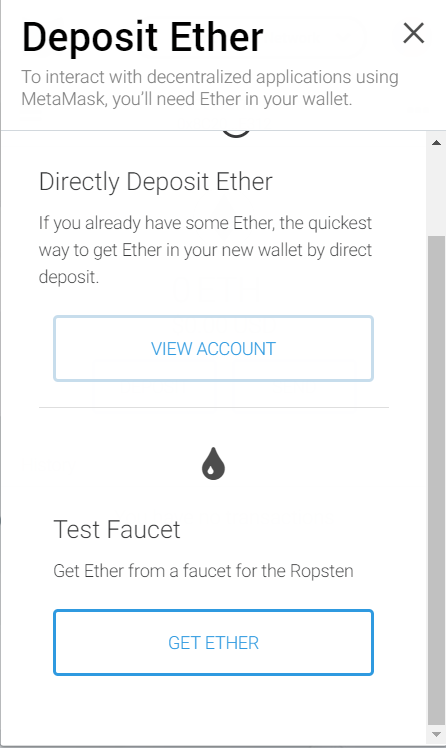 Deposit Ether
To interact with decentralized applications using
MetaMask, you'll need Ether in your wallet.
Directly Deposit Ether
If you already have some Ether, the quickest
way to get Ether in your new wallet by direct
deposit.
VIEW ACCOUNT
Test Faucet
Get Ether from a faucet for the Ropsten
GET ETHER